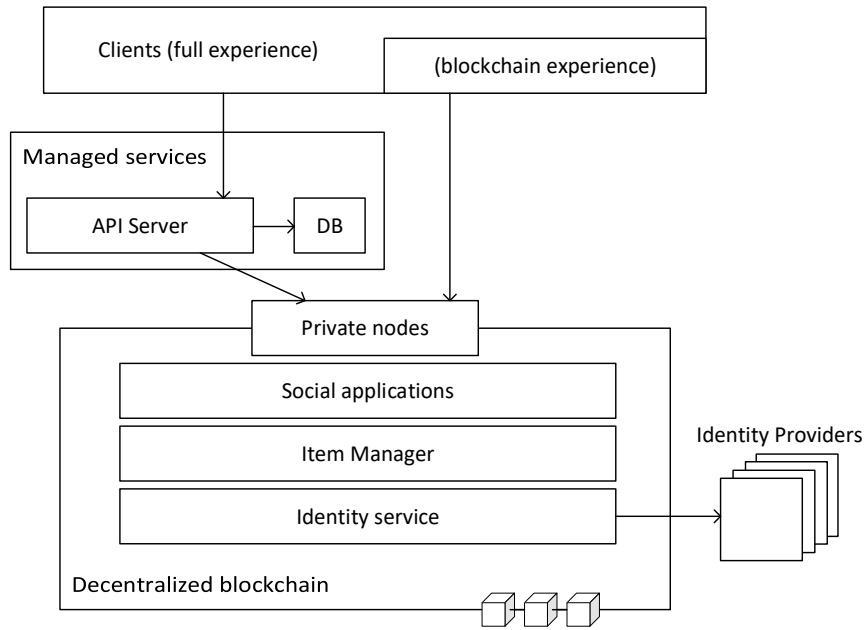 Clients (full experience)
(blockchain experience)
Managed services
API Server
DB
Private nodes
Social applications
Item Manager
Identity service
Identity Providers
Decentralized blockchain